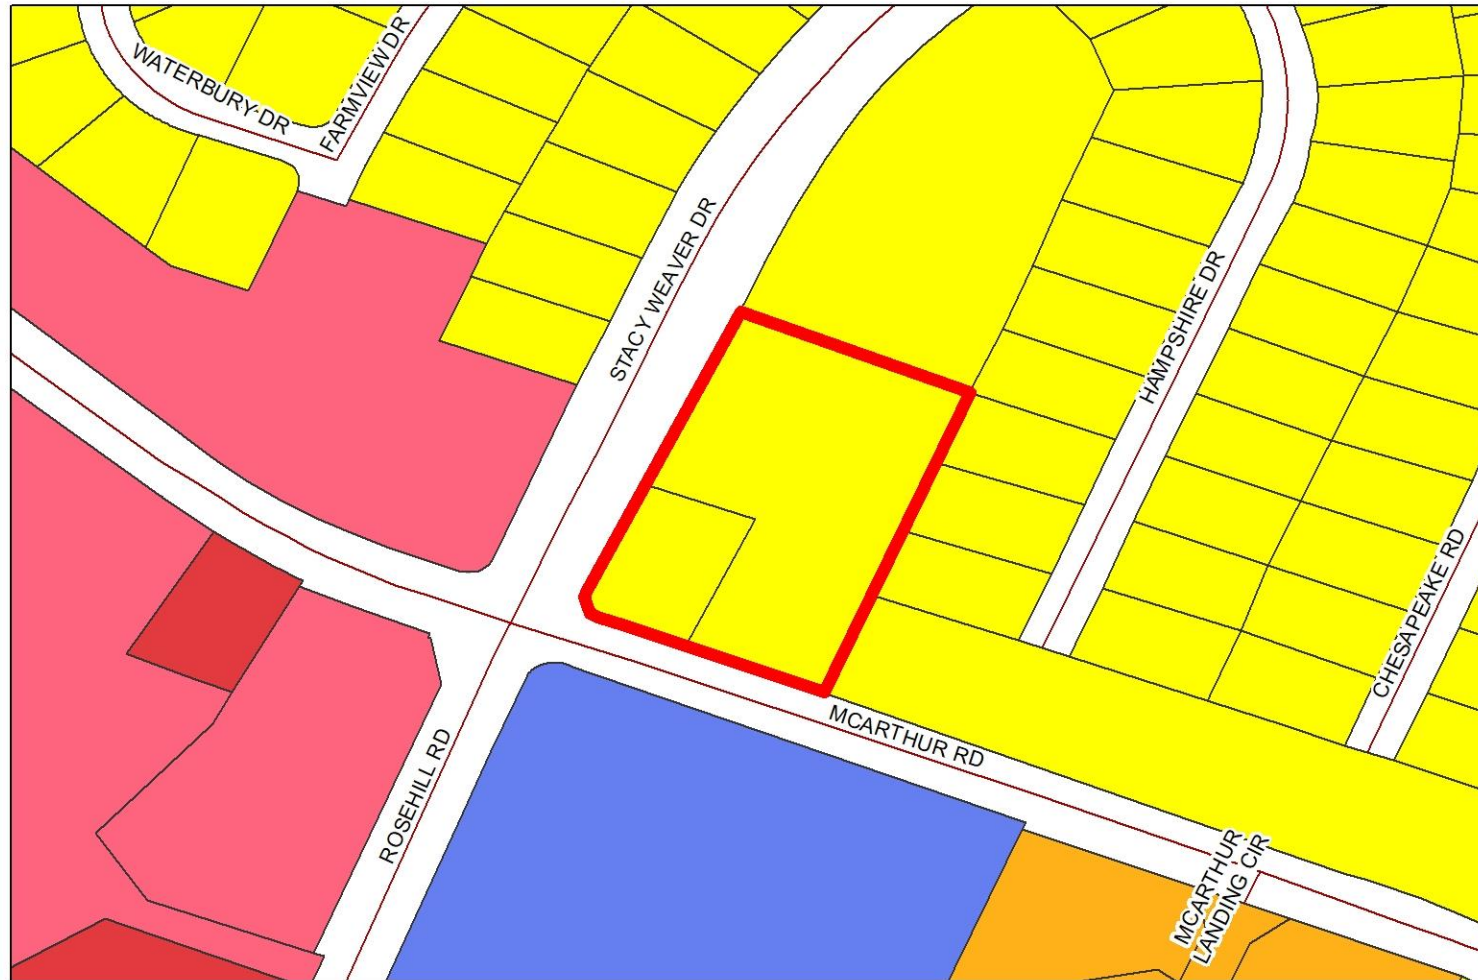 WATERBURY DR
FARMVIEW DR
STACY WEAVER DR
HAMPSHIRE DR
CHESAPEAKE RD
MCARTHUR RD
ROSEHILL RD
MCARTHUR
LANDING CIR